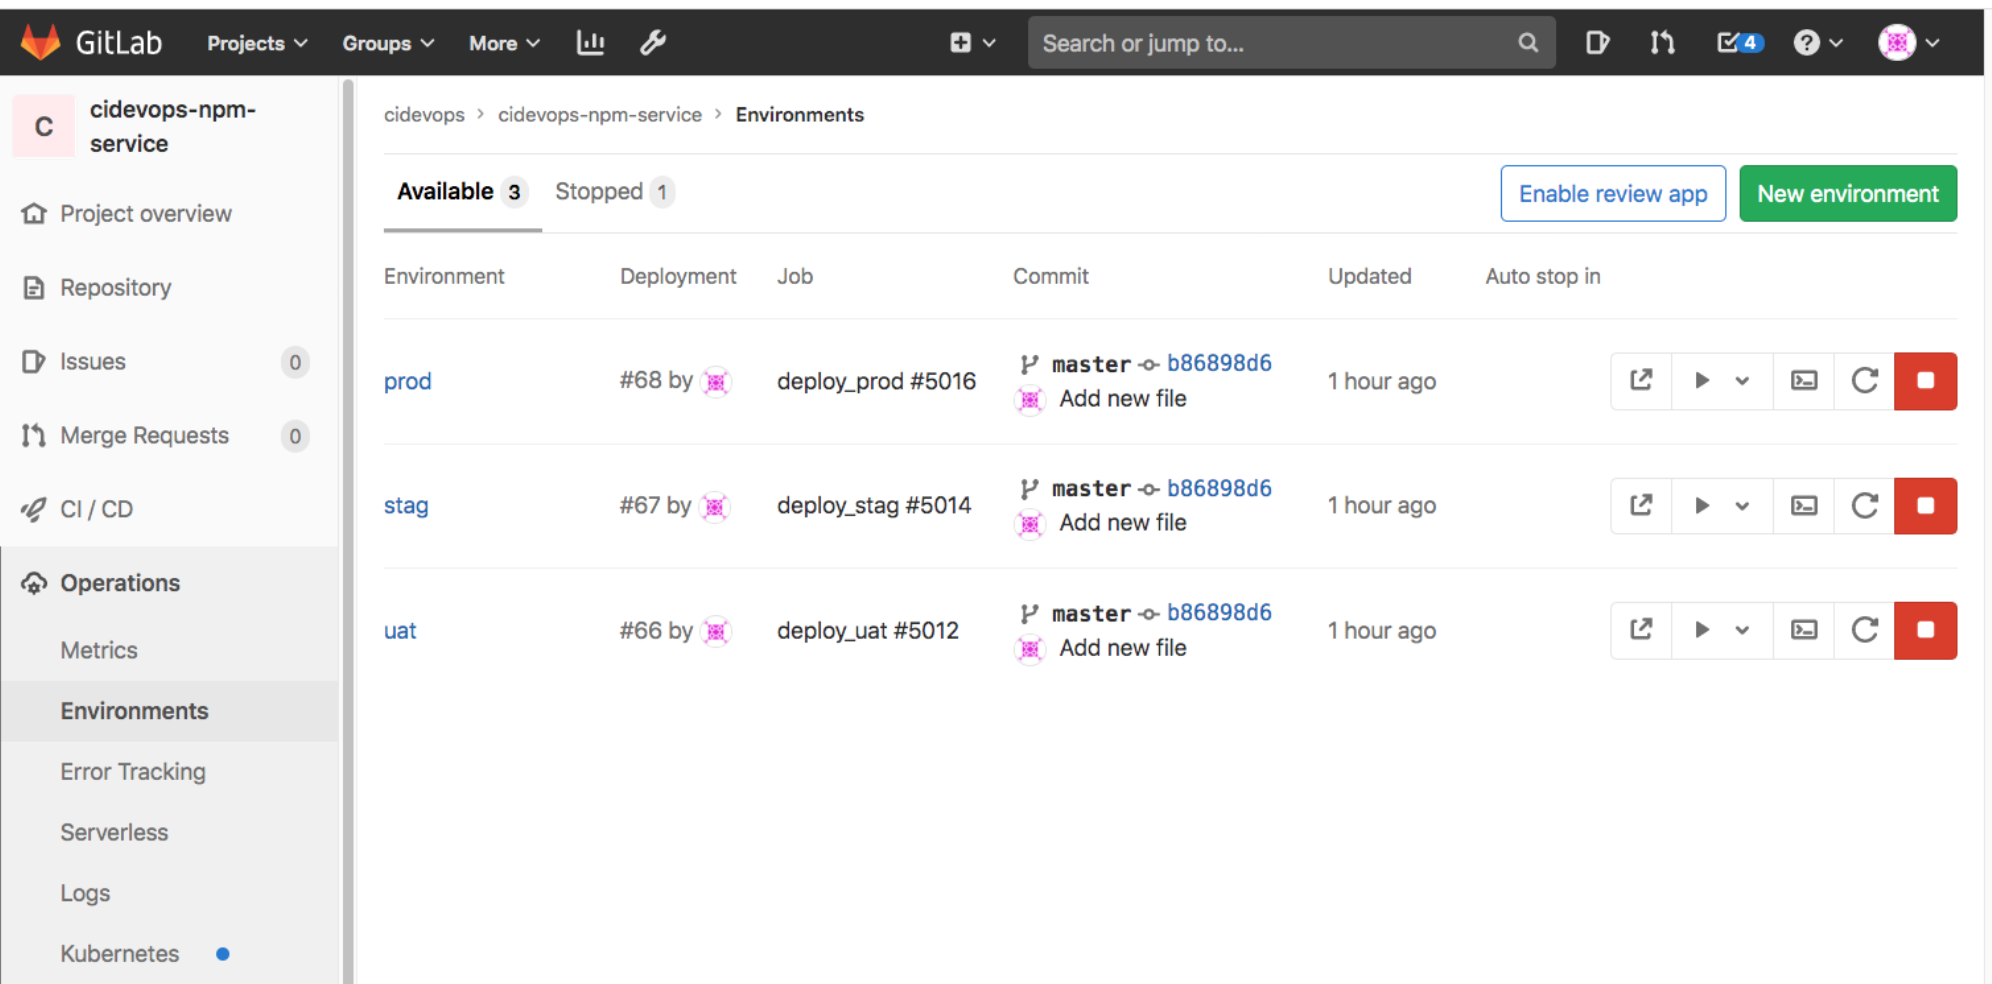 GitLab Projects Groups More Search or jump to... 4
C cidevops-npm-
service
Project overview
Repository
Issues 0
Merge Requests 0
CI / CD
Operations
Metrics
Environments
Error Tracking
Serverless
Logs
Kubernetes
cidevops > cidevops-npm-service > Environments
Available 3 Stopped 1 Enable review app New environment
Environment Deployment Job Commit Updated Auto stop in
prod #68 by deploy_prod #5016 master b86898d6 1 hour ago
Add new file
stag #67 by deploy_stag #5014 master b86898d6 1 hour ago
Add new file
uat #66 by deploy_uat #5012 master b86898d6 1 hour ago
Add new file